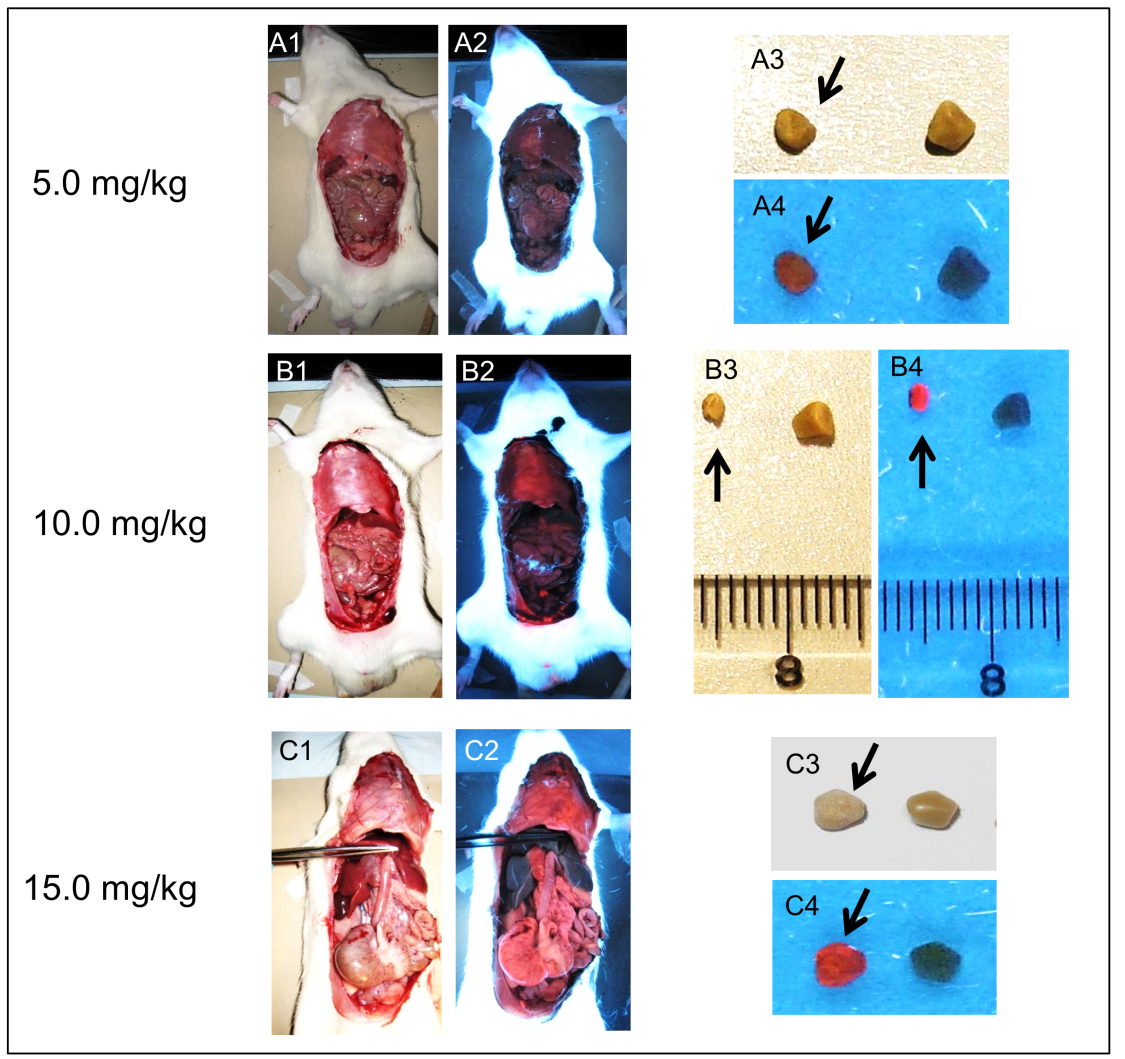 A1
A2
A3
5.0 mg/kg
A4
B1
B2
B3
B4
10.0 mg/kg
8
8
C1
C2
C3
15.0 mg/kg
C4